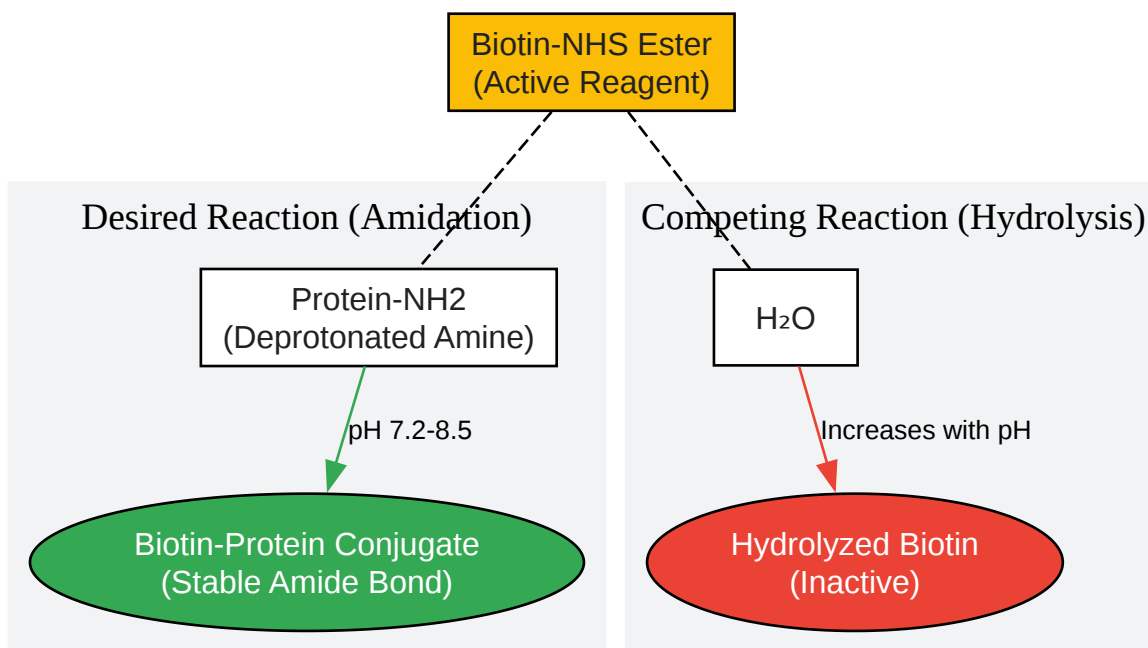 Biotin-NHS Ester
(Active Reagent)
Desired Reaction (Amidation)
Protein-NH2
(Deprotonated Amine)
pH 7.2-8.5
Biotin-Protein Conjugate
(Stable Amide Bond)
Competing Reaction (Hydrolysis)
H₂O
Increases with pH
Hydrolyzed Biotin
(Inactive)